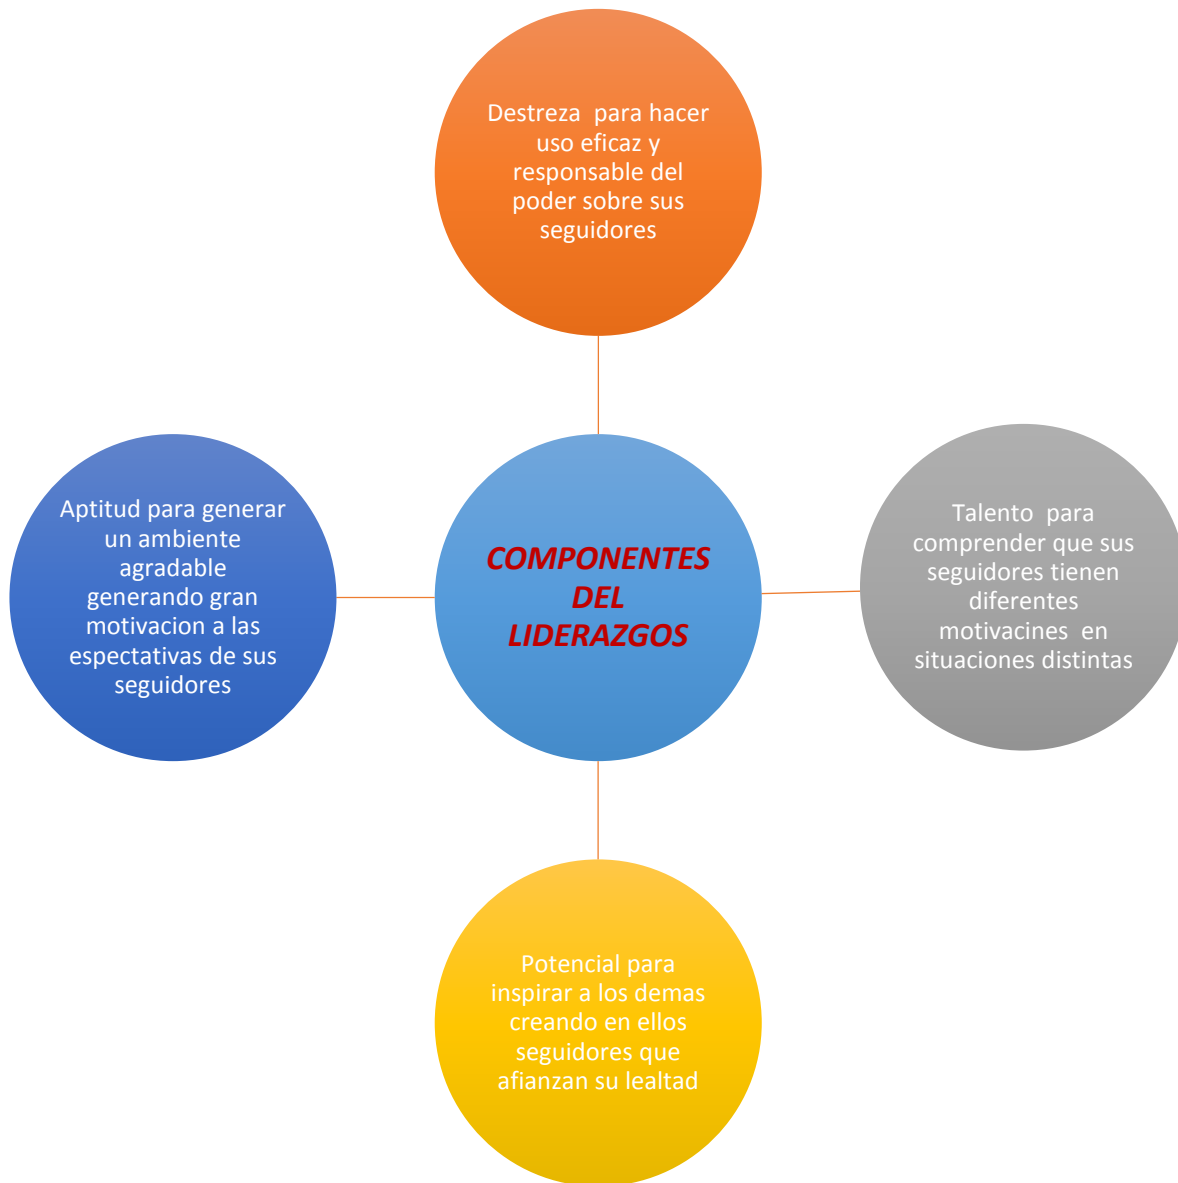 Destreza para hacer
uso eficaz y
responsable del
poder sobre sus
seguidores
Aptitud para generar
un ambiente
agradable
generando gran
motivacion a las
espectativas de sus
seguidores
COMPONENTES
DEL
LIDERAZGOS
Talento para
comprender que sus
seguidores tienen
diferentes
motivacines en
situaciones distintas
Potencial para
inspirar a los demas
creando en ellos
seguidores que
afianzan su lealtad